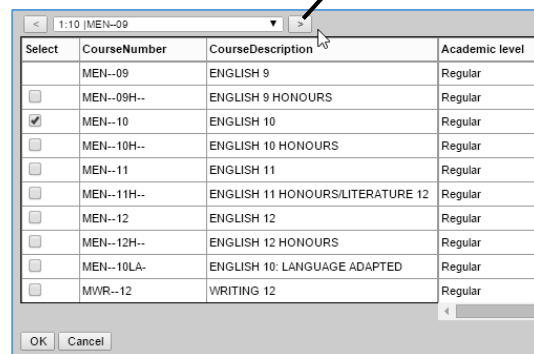 < 1:10 |MEN--09 ▼ >
Select CourseNumber CourseDescription Academic level
MEN--09 ENGLISH 9 Regular
MEN--09H-- ENGLISH 9 HONOURS Regular
MEN--10 ENGLISH 10 Regular
MEN--10H-- ENGLISH 10 HONOURS Regular
MEN--11 ENGLISH 11 Regular
MEN--11H-- ENGLISH 11 HONOURS/LITERATURE 12 Regular
MEN--12 ENGLISH 12 Regular
MEN--12H-- ENGLISH 12 HONOURS Regular
MEN--10LA- ENGLISH 10: LANGUAGE ADAPTED Regular
MWR--12 WRITING 12 Regular
OK Cancel